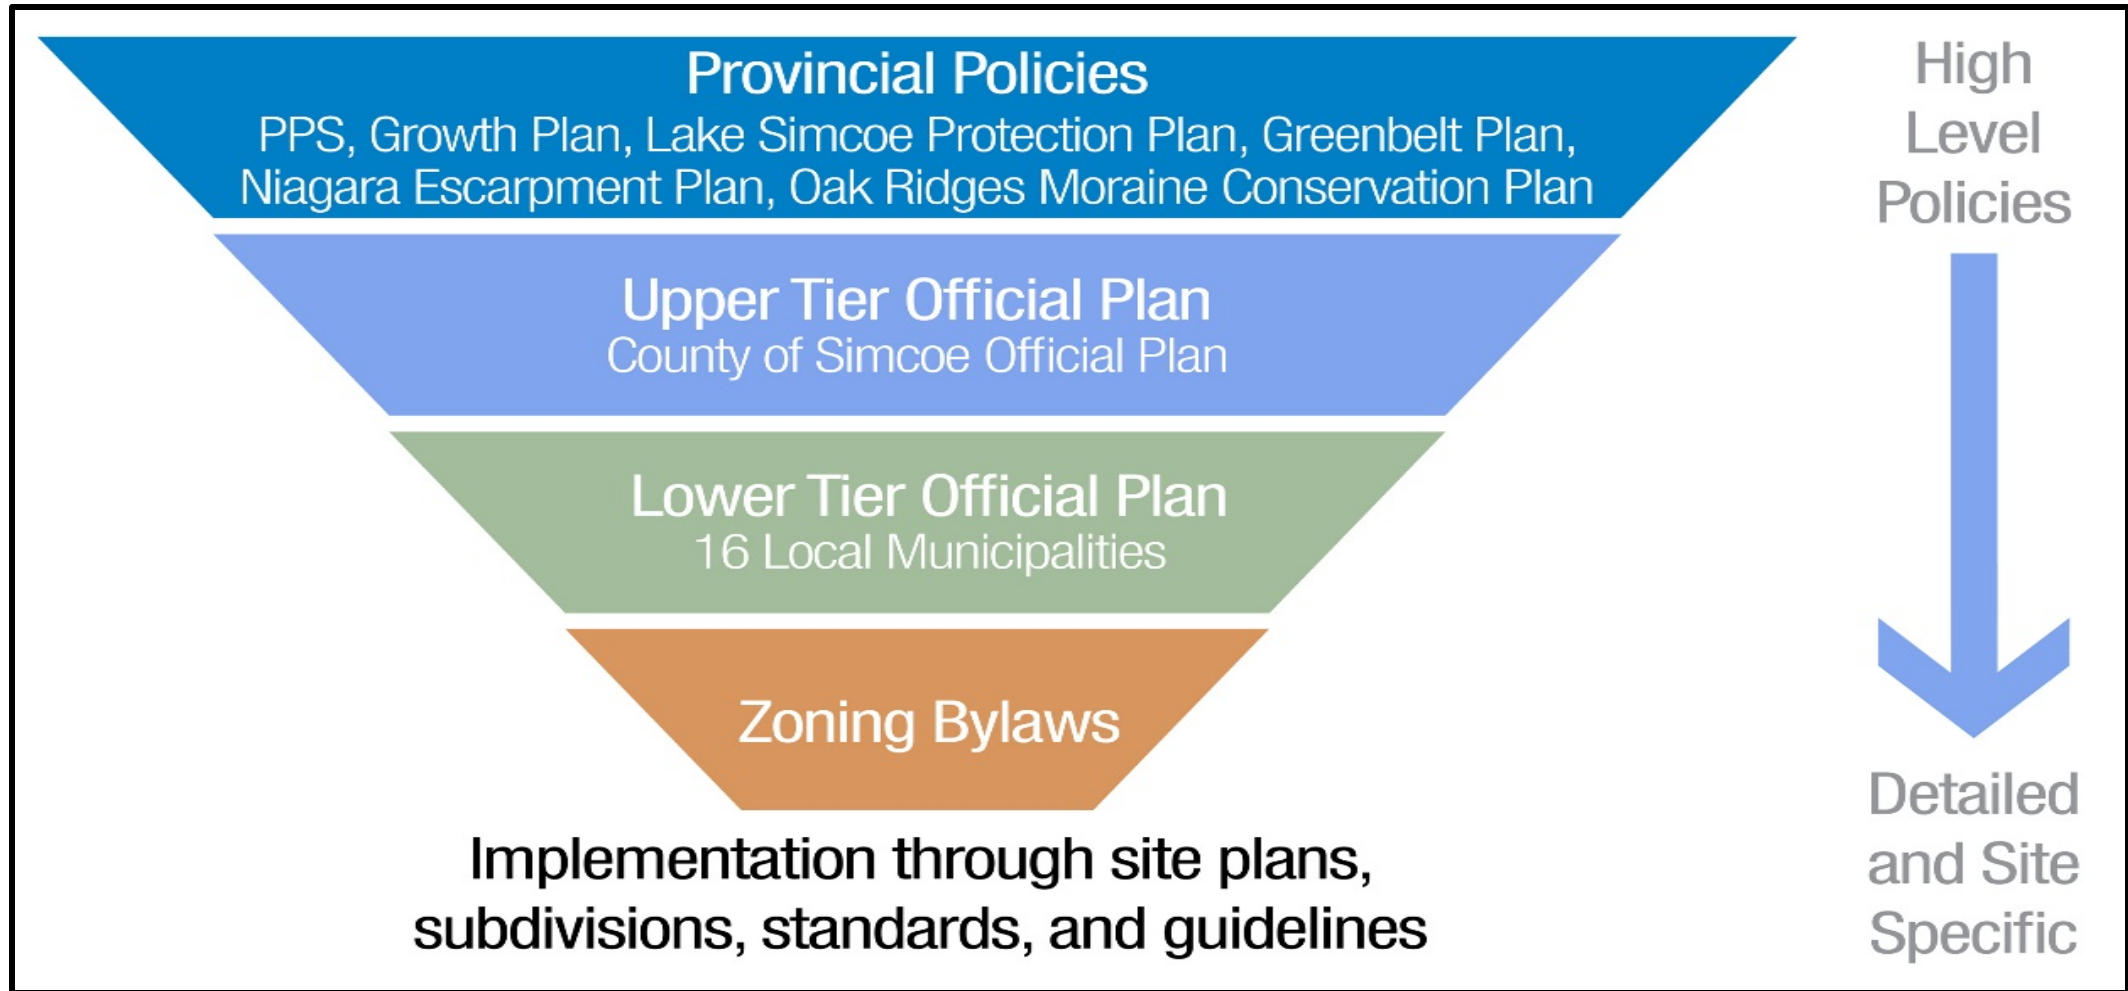 Provincial Policies
PPS, Growth Plan, Lake Simcoe Protection Plan, Greenbelt Plan,
Niagara Escarpment Plan, Oak Ridges Moraine Conservation Plan
Upper Tier Official Plan
County of Simcoe Official Plan
Lower Tier Official Plan
16 Local Municipalities
Zoning Bylaws
Implementation through site plans,
subdivisions, standards, and guidelines
High
Level
Policies
Detailed
and Site
Specific